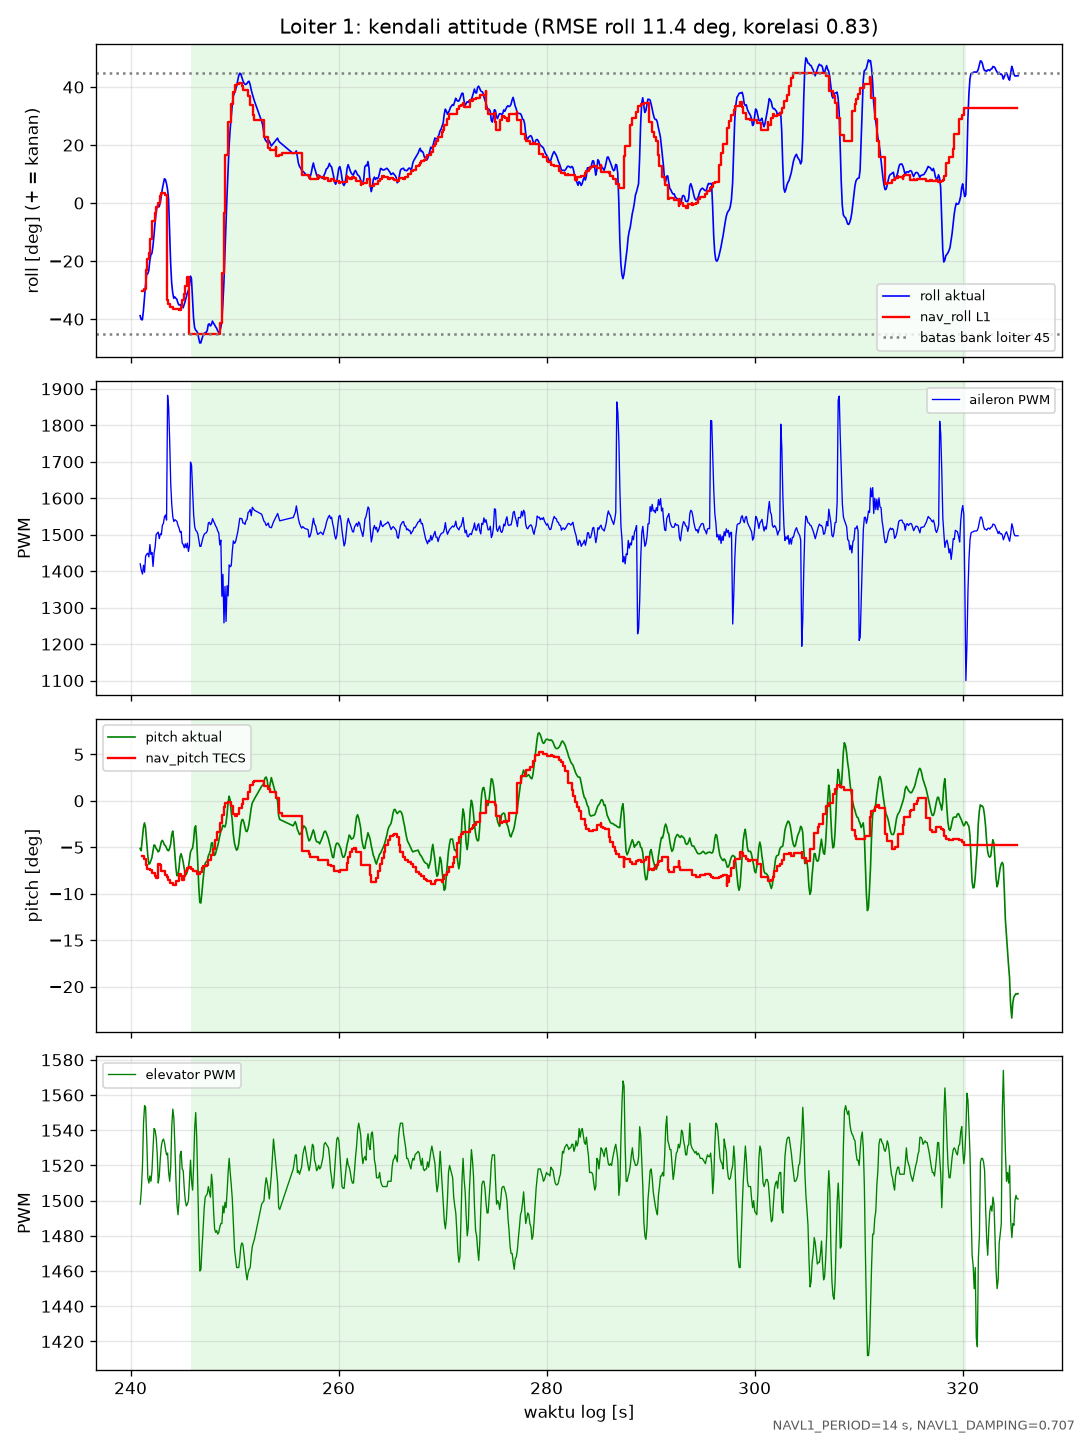 Loiter 1: kendali attitude (RMSE roll 11.4 deg, korelasi 0.83)
roll [deg] (+ = kanan)
40
20
0
−20
−40
roll aktual
nav_roll L1
batas bank loiter 45
PWM
1900
1800
1700
1600
1500
1400
1300
1200
1100
aileron PWM
pitch [deg]
5
0
−5
−10
−15
−20
pitch aktual
nav_pitch TECS
PWM
1580
1560
1540
1520
1500
1480
1460
1440
1420
elevator PWM
240 260 280 300 320
waktu log [s]
NAVL1_PERIOD=14 s, NAVL1_DAMPING=0.707